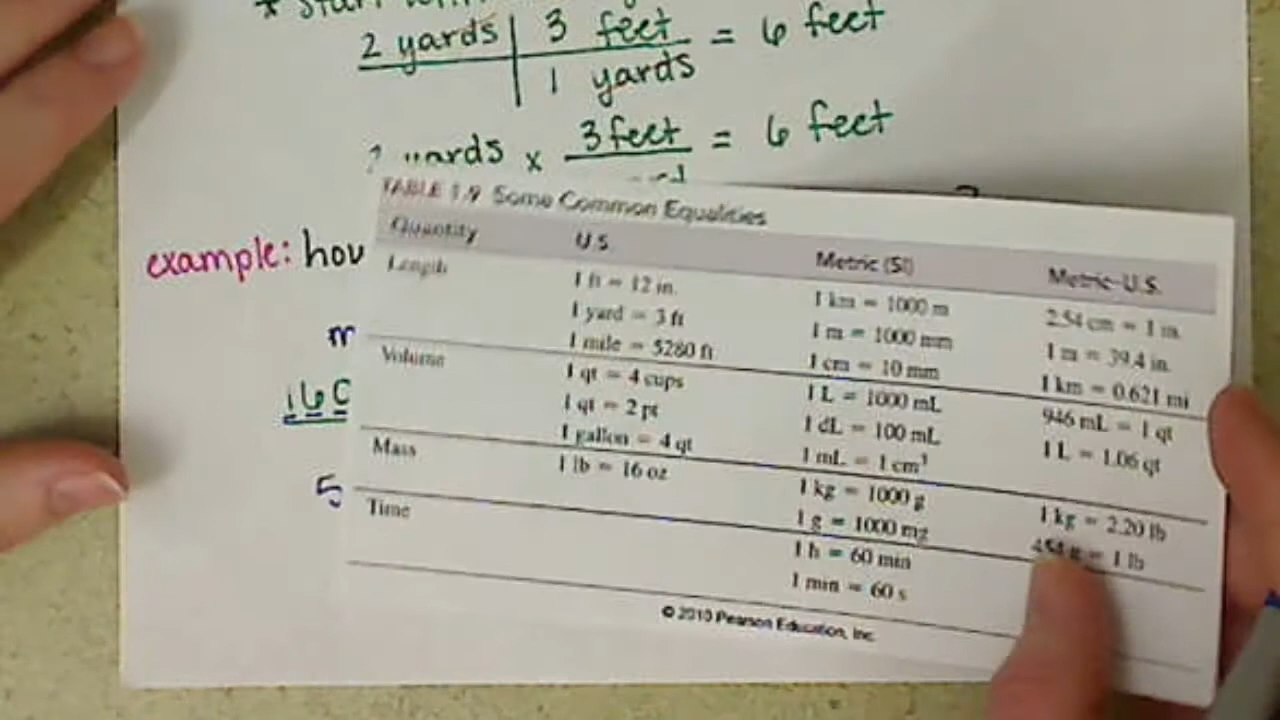 * start
2 yards | 3 feet = 6 feet
1 yards
yards x 3 feet = 6 feet
TABLE 1.9 Some Common Equalities
Quantity U.S. Metric (SI) Metric-U.S.
Length 1 ft = 12 in. 1 km = 1000 m 2.54 cm = 1 in.
1 yard = 3 ft 1 m = 1000 mm 1 m = 39.4 in.
1 mile = 5280 ft 1 cm = 10 mm 1 km = 0.621 mi
Volume 1 qt = 4 cups 1 L = 1000 mL 946 mL = 1 qt
1 qt = 2 pt 1 dL = 100 mL 1 L = 1.06 qt
1 gallon = 4 qt 1 mL = 1 cm³
Mass 1 lb = 16 oz 1 kg = 1000 g 1 kg = 2.20 lb
1 g = 1000 mg 454 g = 1 lb
Time 1 h = 60 min
1 min = 60 s
© 2010 Pearson Education, Inc.
example: how
m
160
5